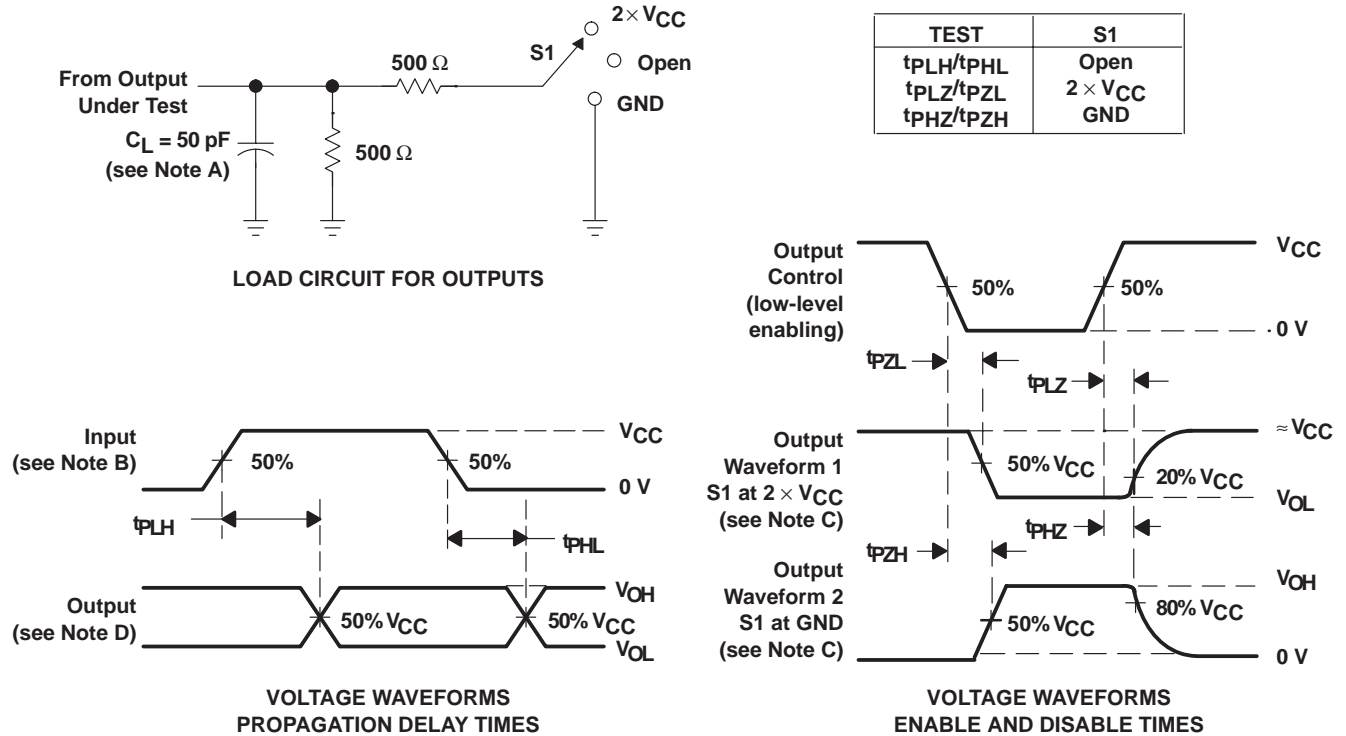 2 × VCC
S1
500 Ω
Open
From Output
Under Test
GND
CL = 50 pF
(see Note A)
500 Ω
LOAD CIRCUIT FOR OUTPUTS
TEST S1
tPLH/tPHL Open
tPLZ/tPZL 2 × VCC
tPHZ/tPZH GND
Input
(see Note B)
50%
50%
VCC
0 V
tPLH
tPHL
Output
(see Note D)
50% VCC
50% VCC
VOH
VOL
VOLTAGE WAVEFORMS
PROPAGATION DELAY TIMES
Output
Control
(low-level
enabling)
50%
50%
VCC
0 V
tPZL
tPLZ
Output
Waveform 1
S1 at 2 × VCC
(see Note C)
50% VCC
20% VCC
≈ VCC
VOL
tPZH
tPHZ
Output
Waveform 2
S1 at GND
(see Note C)
50% VCC
80% VCC
VOH
0 V
VOLTAGE WAVEFORMS
ENABLE AND DISABLE TIMES